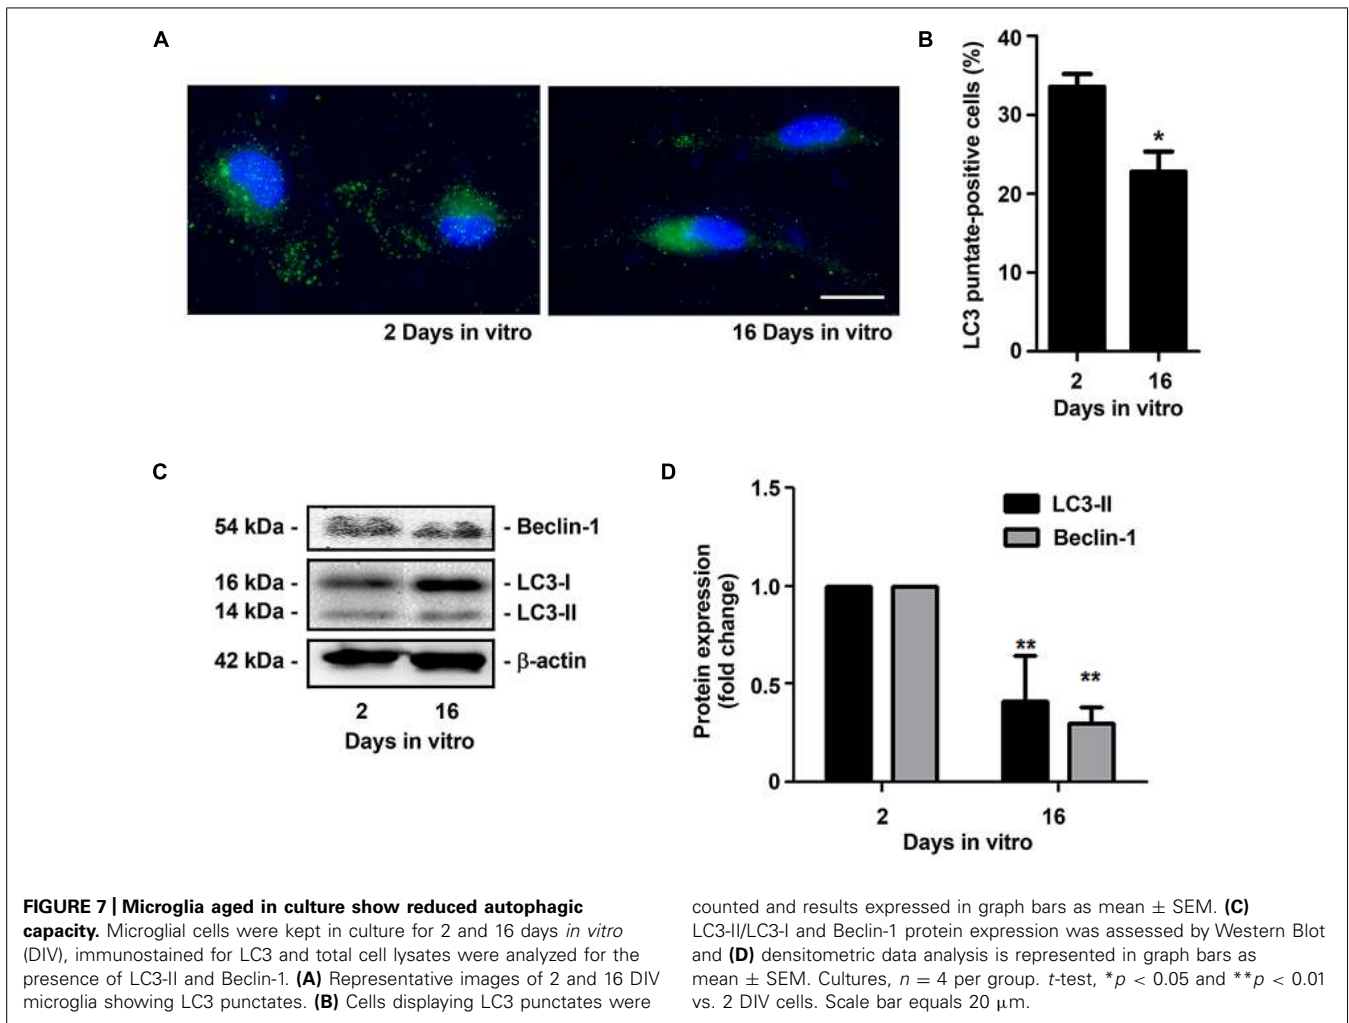 A
2 Days in vitro
16 Days in vitro
B
LC3 puntate-positive cells (%)
40
30
20
10
0
*
2
16
Days in vitro
C
54 kDa -
- Beclin-1
16 kDa -
- LC3-I
14 kDa -
- LC3-II
42 kDa -
- β-actin
2
16
Days in vitro
D
Protein expression
(fold change)
1.5
1.0
0.5
0
LC3-II
Beclin-1
**
**
2
16
Days in vitro
FIGURE 7 | Microglia aged in culture show reduced autophagic
capacity. Microglial cells were kept in culture for 2 and 16 days in vitro
(DIV), immunostained for LC3 and total cell lysates were analyzed for the
presence of LC3-II and Beclin-1. (A) Representative images of 2 and 16 DIV
microglia showing LC3 punctates. (B) Cells displaying LC3 punctates were
counted and results expressed in graph bars as mean ± SEM. (C)
LC3-II/LC3-I and Beclin-1 protein expression was assessed by Western Blot
and (D) densitometric data analysis is represented in graph bars as
mean ± SEM. Cultures, n = 4 per group. t-test, *p < 0.05 and **p < 0.01
vs. 2 DIV cells. Scale bar equals 20 μm.